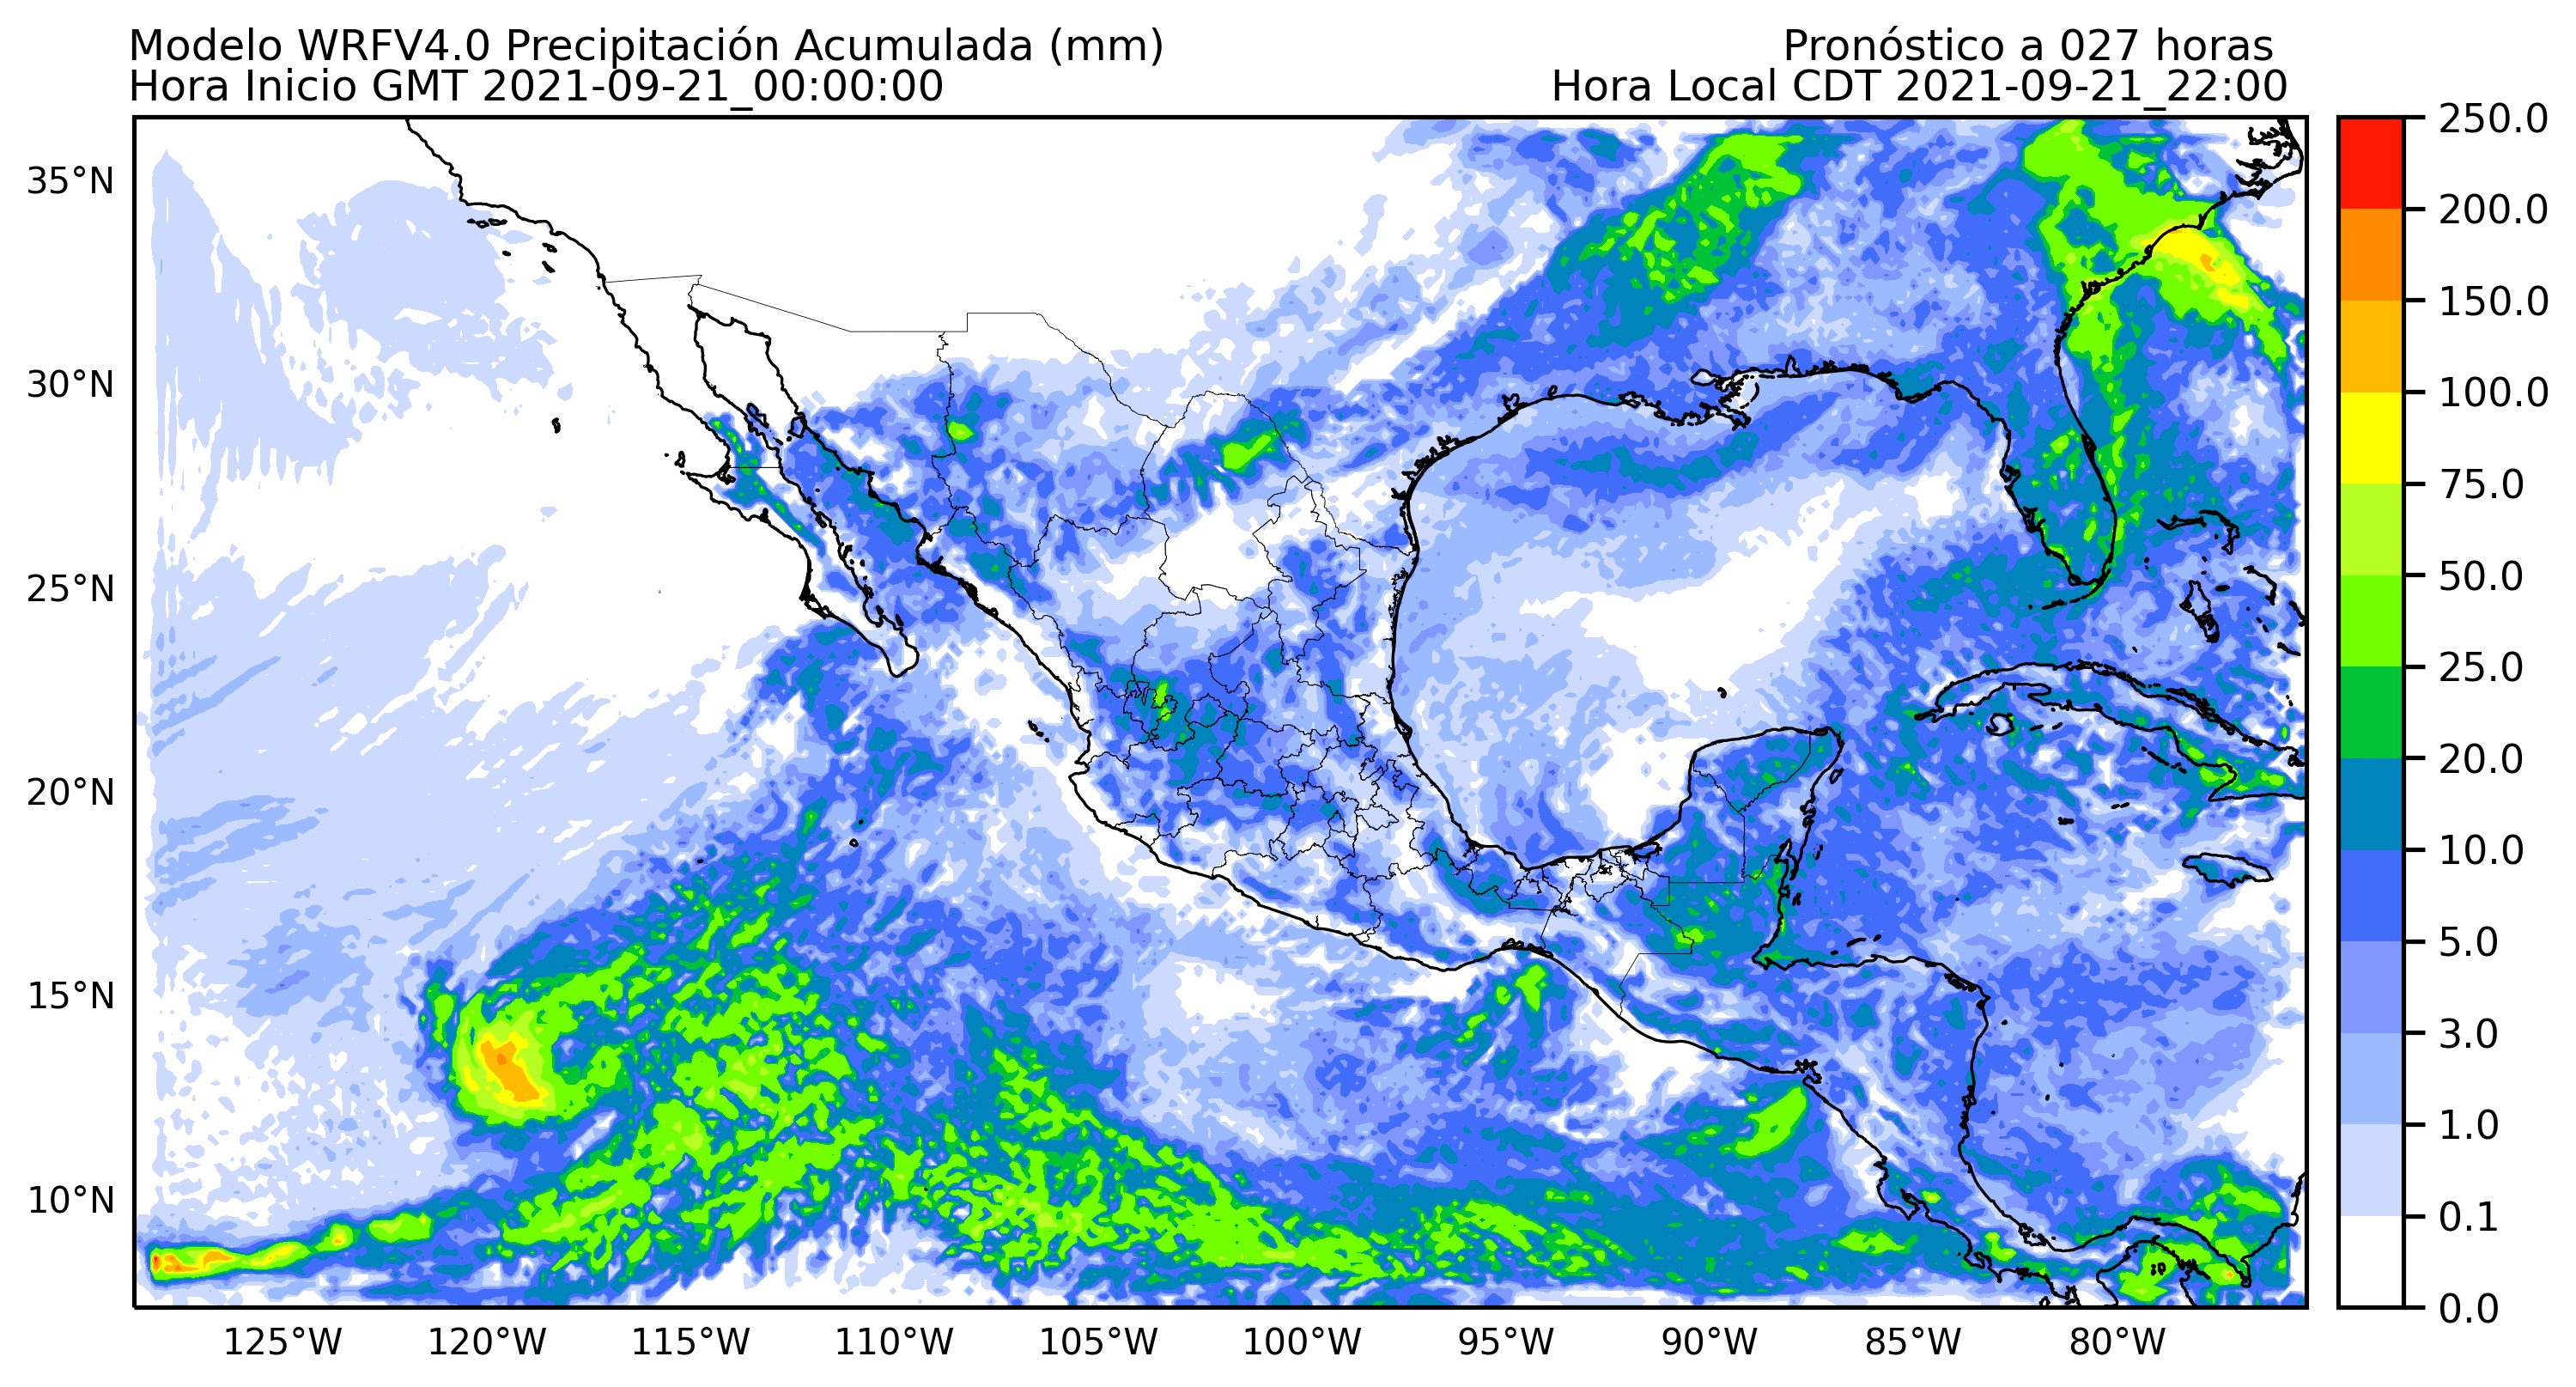 Modelo WRFV4.0 Precipitación Acumulada (mm)
Pronóstico a 027 horas
Hora Inicio GMT 2021-09-21_00:00:00
Hora Local CDT 2021-09-21_22:00
35°N
30°N
25°N
20°N
15°N
10°N
125°W
120°W
115°W
110°W
105°W
100°W
95°W
90°W
85°W
80°W
250.0
200.0
150.0
100.0
75.0
50.0
25.0
20.0
10.0
5.0
3.0
1.0
0.1
0.0